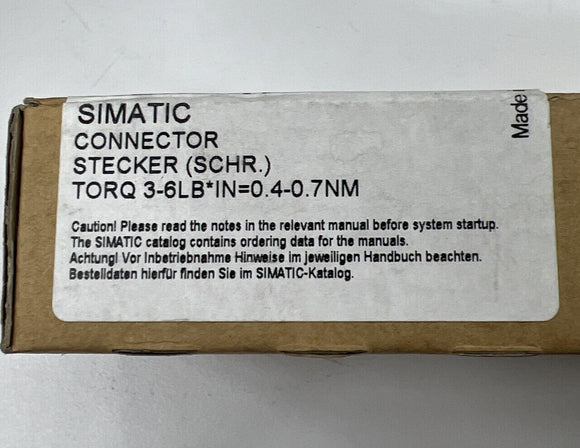 SIMATIC
CONNECTOR
STECKER (SCHR.)
TORQ 3-6LB*IN=0.4-0.7NM
Caution! Please read the notes in the relevant manual before system startup.
The SIMATIC catalog contains ordering data for the manuals.
Achtung! Vor Inbetriebnahme Hinweise im jeweiligen Handbuch beachten.
Bestelldaten hierfür finden Sie im SIMATIC-Katalog.
Made